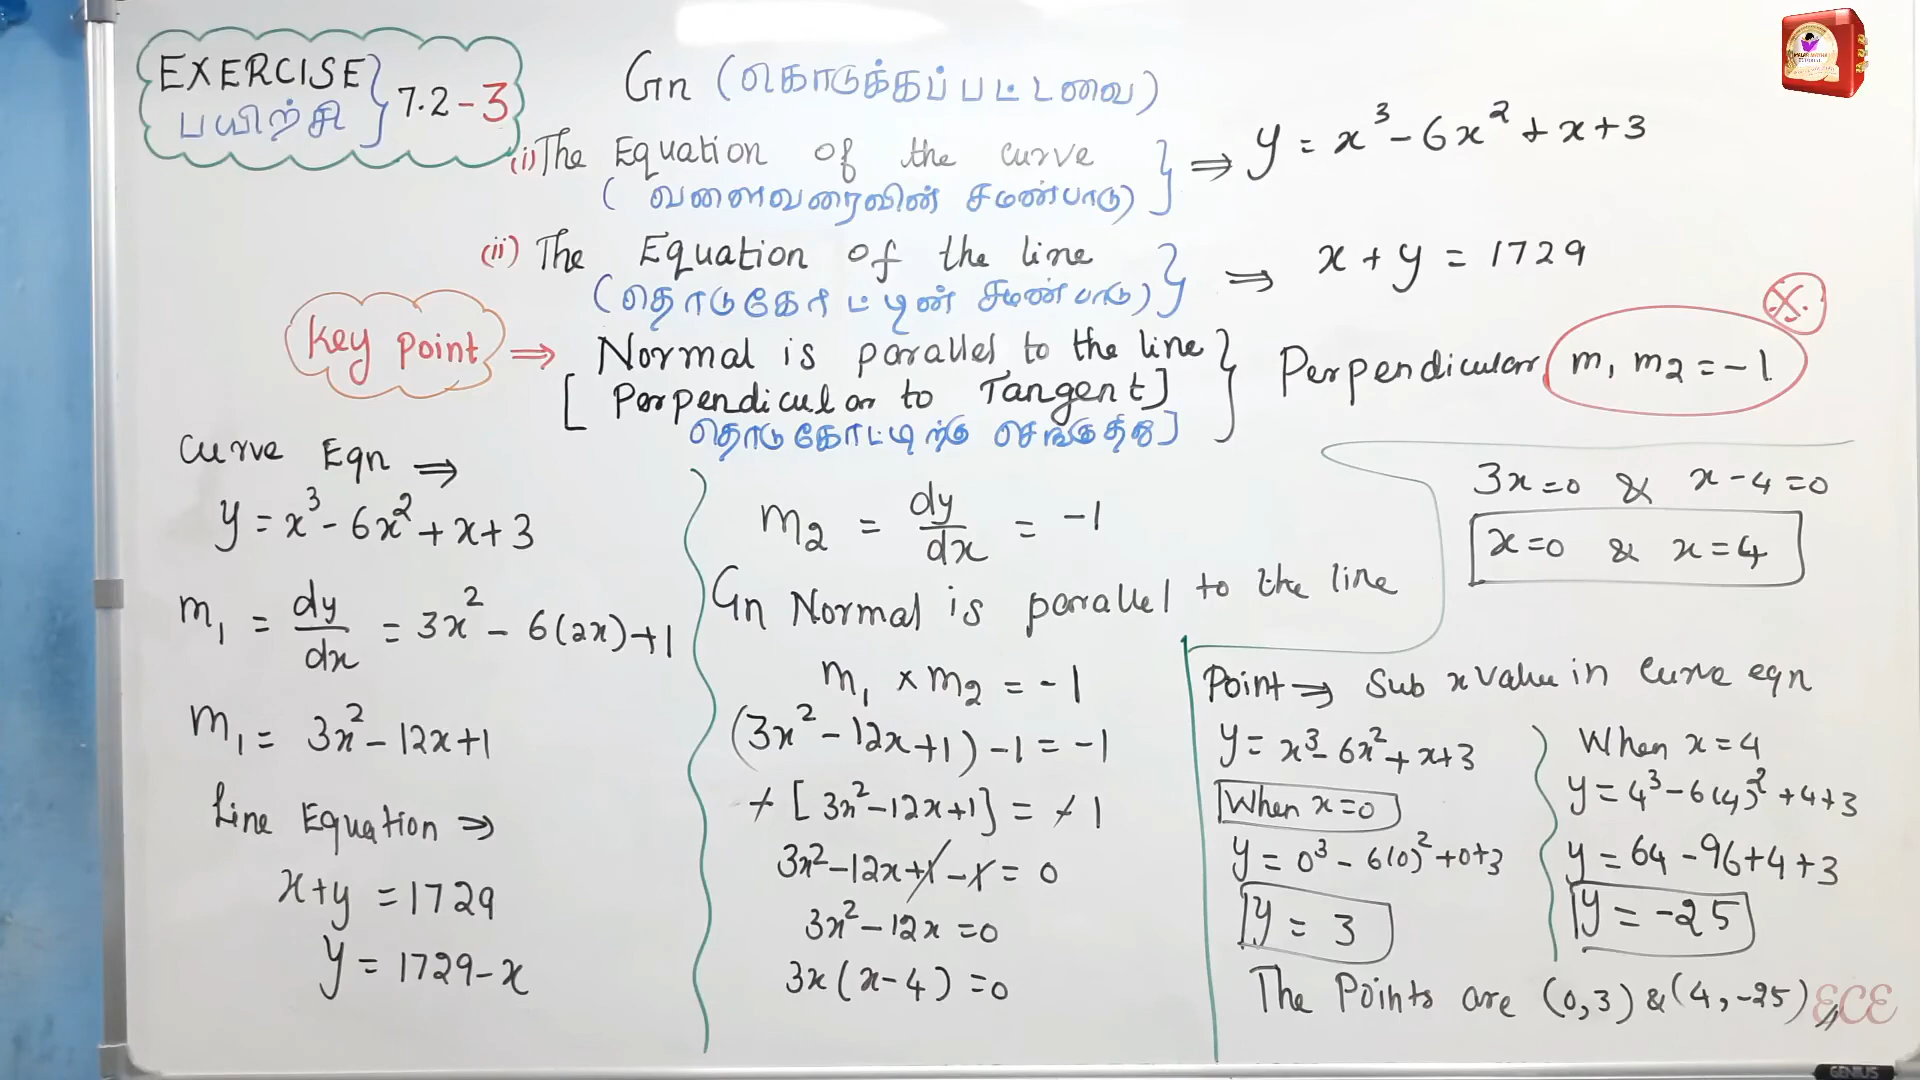 EXERCISE
பயிற்சி } 7.2-3
Gn (கொடுக்கப்பட்டவை)
(i) The Equation of the curve } ⇒ y = x³ - 6x² + x + 3
(வளைவரைவின் சமன்பாடு)
(ii) The Equation of the line } ⇒ x + y = 1729
(தொடுகோட்டின் சமன்பாடு)
Key point ⇒ Normal is parallel to the line } Perpendicular m₁ m₂ = -1
[Perpendicular to Tangent]
தொடுகோட்டிற்கு செங்குத்து]
Curve Eqn ⇒
y = x³ - 6x² + x + 3
m₁ = dy/dx = 3x² - 6(2x) + 1
m₁ = 3x² - 12x + 1
Line Equation ⇒
x + y = 1729
y = 1729 - x
m₂ = dy/dx = -1
Gn Normal is parallel to the line
m₁ × m₂ = -1
(3x² - 12x + 1) - 1 = -1
- [3x² - 12x + 1] = - 1
3x² - 12x + 1 - 1 = 0
3x² - 12x = 0
3x (x - 4) = 0
3x = 0 & x - 4 = 0
x = 0 & x = 4
Point → Sub x value in Curve eqn
y = x³ - 6x² + x + 3
When x = 0
y = 0³ - 6(0)² + 0 + 3
y = 3
When x = 4
y = 4³ - 6(4)² + 4 + 3
y = 64 - 96 + 4 + 3
y = -25
The Points are (0, 3) & (4, -25) //
ECE
GENIUS